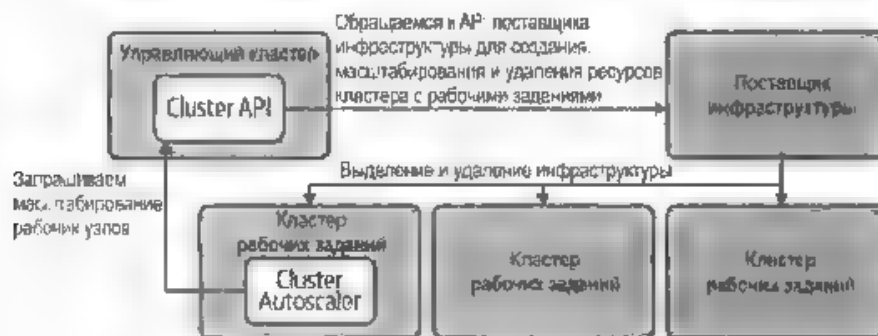 Управляющий кластер
Cluster API
Обращаемся к API поставщика
инфраструктуры для создания,
масштабирования и удаления ресурсов
кластера с рабочими заданиями
Поставщик
инфраструктуры
Запрашиваем
масштабирование
рабочих узлов
Выделение и удаление инфраструктуры
Кластер
рабочих заданий
Cluster
Autoscaler
Кластер
рабочих заданий
Кластер
рабочих заданий